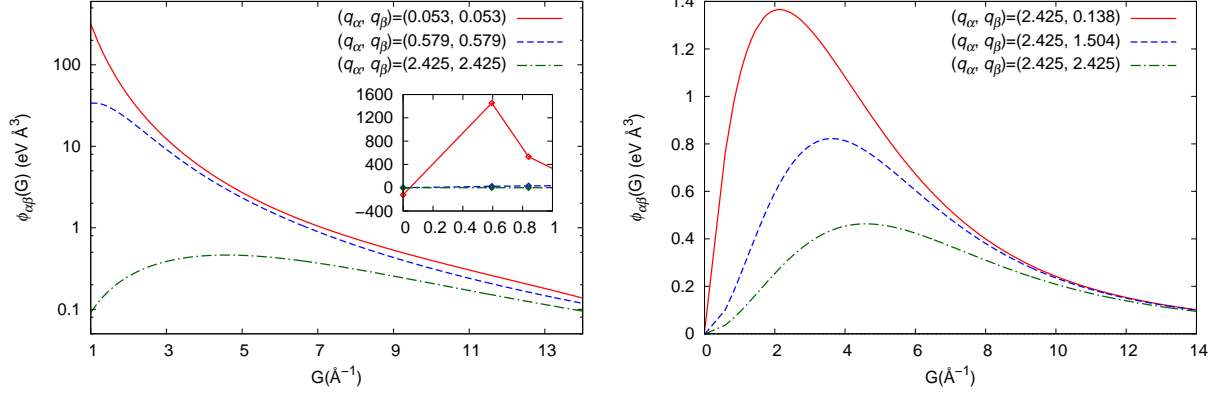 (qα, qβ)=(0.053, 0.053)
(qα, qβ)=(0.579, 0.579)
(qα, qβ)=(2.425, 2.425)
100
10
1
0.1
ϕαβ(G) (eV Å³)
1600
1200
800
400
0
−400
0 0.2 0.4 0.6 0.8 1
1 3 5 7 9 11 13
G(Å⁻¹)
(qα, qβ)=(2.425, 0.138)
(qα, qβ)=(2.425, 1.504)
(qα, qβ)=(2.425, 2.425)
1.4
1.2
1
0.8
0.6
0.4
0.2
0
ϕαβ(G) (eV Å³)
0 2 4 6 8 10 12 14
G(Å⁻¹)